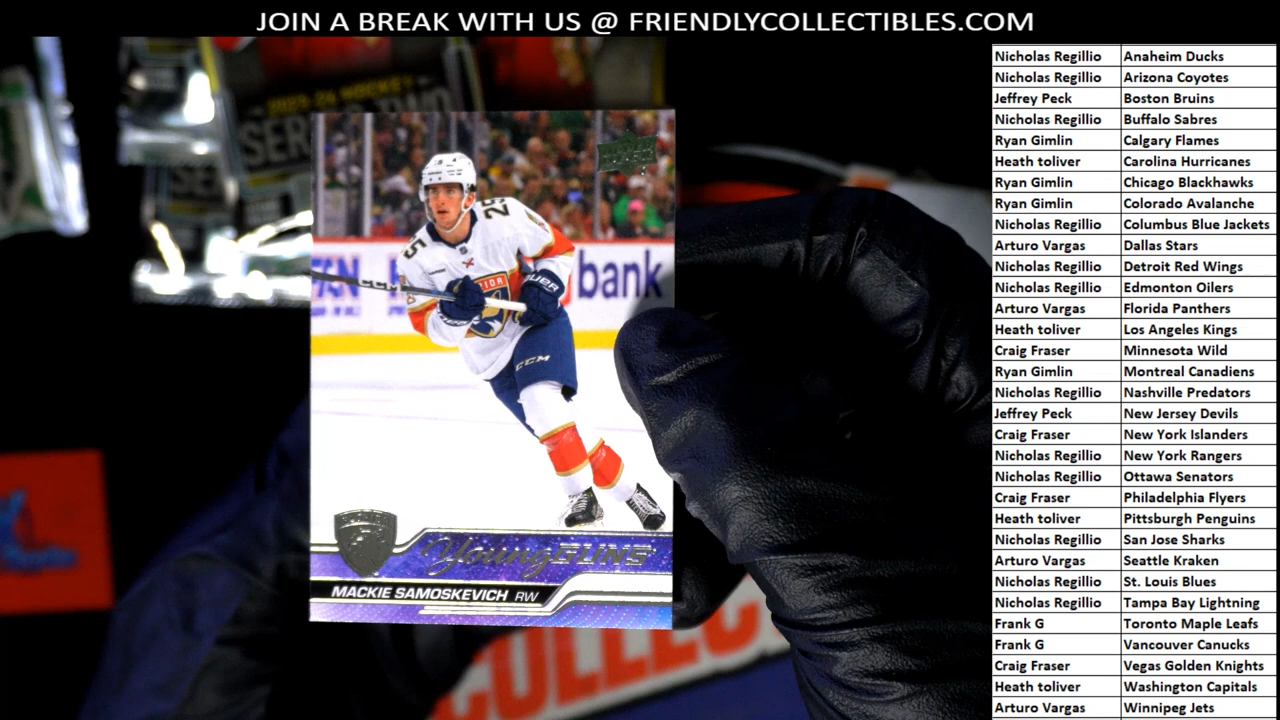 JOIN A BREAK WITH US @ FRIENDLYCOLLECTIBLES.COM
Nicholas Regillio Anaheim Ducks
Nicholas Regillio Arizona Coyotes
Jeffrey Peck Boston Bruins
Nicholas Regillio Buffalo Sabres
Ryan Gimlin Calgary Flames
Heath toliver Carolina Hurricanes
Ryan Gimlin Chicago Blackhawks
Ryan Gimlin Colorado Avalanche
Nicholas Regillio Columbus Blue Jackets
Arturo Vargas Dallas Stars
Nicholas Regillio Detroit Red Wings
Nicholas Regillio Edmonton Oilers
Arturo Vargas Florida Panthers
Heath toliver Los Angeles Kings
Craig Fraser Minnesota Wild
Ryan Gimlin Montreal Canadiens
Nicholas Regillio Nashville Predators
Jeffrey Peck New Jersey Devils
Craig Fraser New York Islanders
Nicholas Regillio New York Rangers
Nicholas Regillio Ottawa Senators
Craig Fraser Philadelphia Flyers
Heath toliver Pittsburgh Penguins
Nicholas Regillio San Jose Sharks
Arturo Vargas Seattle Kraken
Nicholas Regillio St. Louis Blues
Nicholas Regillio Tampa Bay Lightning
Frank G Toronto Maple Leafs
Frank G Vancouver Canucks
Craig Fraser Vegas Golden Knights
Heath toliver Washington Capitals
Arturo Vargas Winnipeg Jets
25
25
bank
CCM
Young GUNS
MACKIE SAMOSKEVICH RW